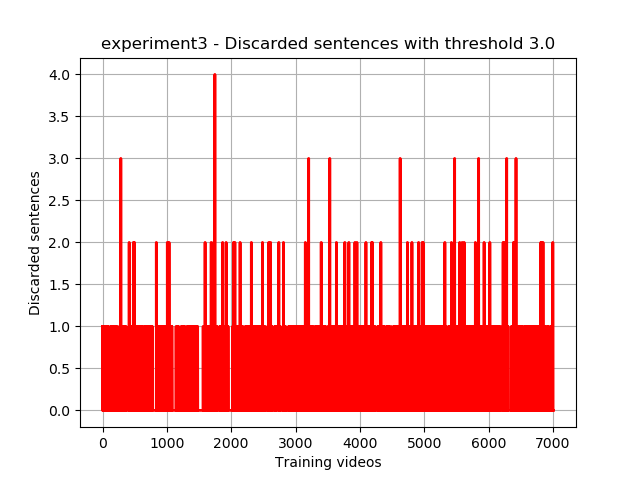 experiment3 - Discarded sentences with threshold 3.0
4.0
3.5
3.0
2.5
2.0
1.5
1.0
0.5
0.0
Discarded sentences
0 1000 2000 3000 4000 5000 6000 7000
Training videos